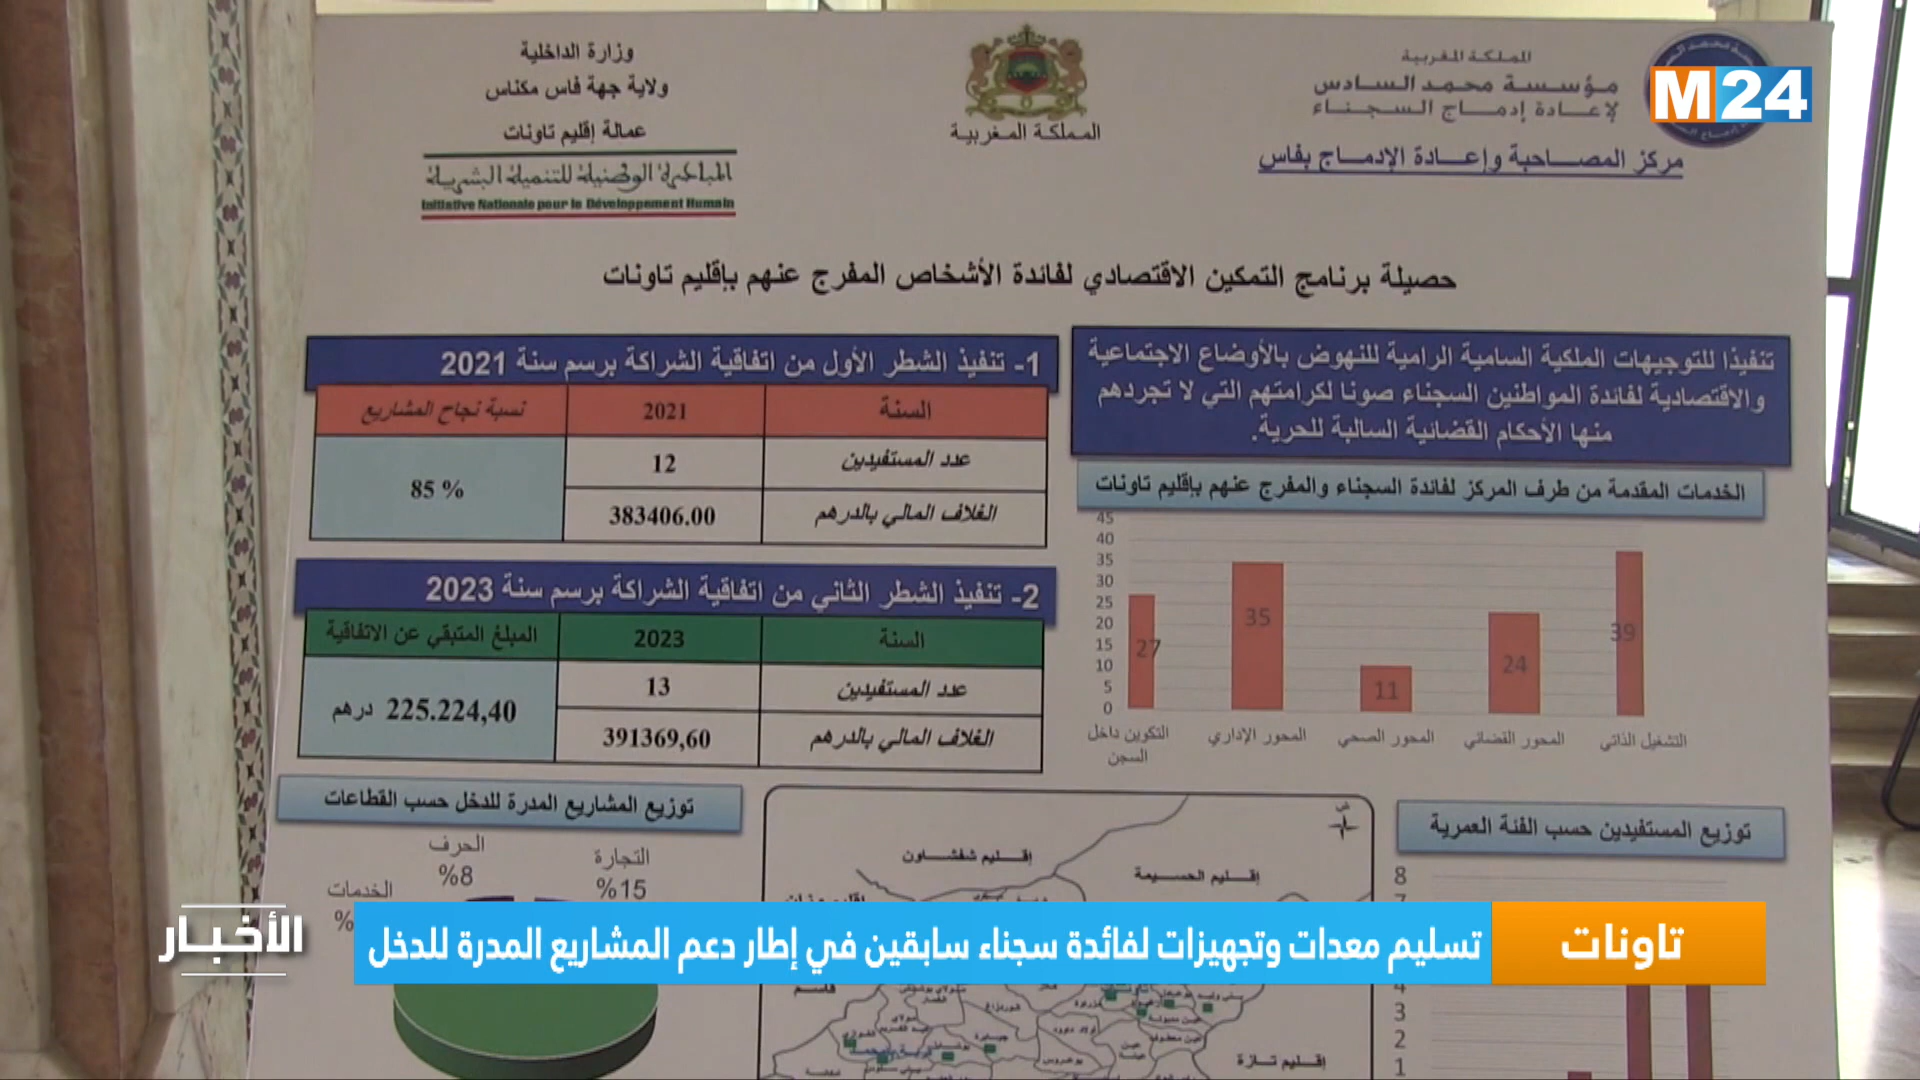 المملكة المغربية
مؤسسة محمد السادس
لإعادة إدماج السجناء
مركز المصاحبة وإعادة الإدماج بفاس
M24
المملكة المغربية
وزارة الداخلية
ولاية جهة فاس مكناس
عمالة إقليم تاونات
المبادرة الوطنية للتنمية البشرية
Initiative Nationale pour le Développement Humain
حصيلة برنامج التمكين الاقتصادي لفائدة الأشخاص المفرج عنهم بإقليم تاونات
تنفيذا للتوجيهات الملكية السامية الرامية للنهوض بالأوضاع الاجتماعية
والاقتصادية لفائدة المواطنين السجناء صونا لكرامتهم التي لا تجردهم
منها الأحكام القضائية السالبة للحرية.
الخدمات المقدمة من طرف المركز لفائدة السجناء والمفرج عنهم بإقليم تاونات
45
40
35
30
25
20
15
10
5
0
27
35
11
24
39
التكوين داخل السجن
المحور الإداري
المحور الصحي
المحور القضائي
التشغيل الذاتي
1- تنفيذ الشطر الأول من اتفاقية الشراكة برسم سنة 2021
السنة 2021 نسبة نجاح المشاريع
عدد المستفيدين 12
85 %
الغلاف المالي بالدرهم 383406.00
2- تنفيذ الشطر الثاني من اتفاقية الشراكة برسم سنة 2023
السنة 2023 المبلغ المتبقي عن الاتفاقية
عدد المستفيدين 13
225.224,40 درهم
الغلاف المالي بالدرهم 391369,60
توزيع المستفيدين حسب الفئة العمرية
8
4
3
2
1
إقليم شفشاون
إقليم الحسيمة
إقليم تازة
توزيع المشاريع المدرة للدخل حسب القطاعات
التجارة
%15
الحرف
%8
الخدمات
تاونات
تسليم معدات وتجهيزات لفائدة سجناء سابقين في إطار دعم المشاريع المدرة للدخل
الأخبار